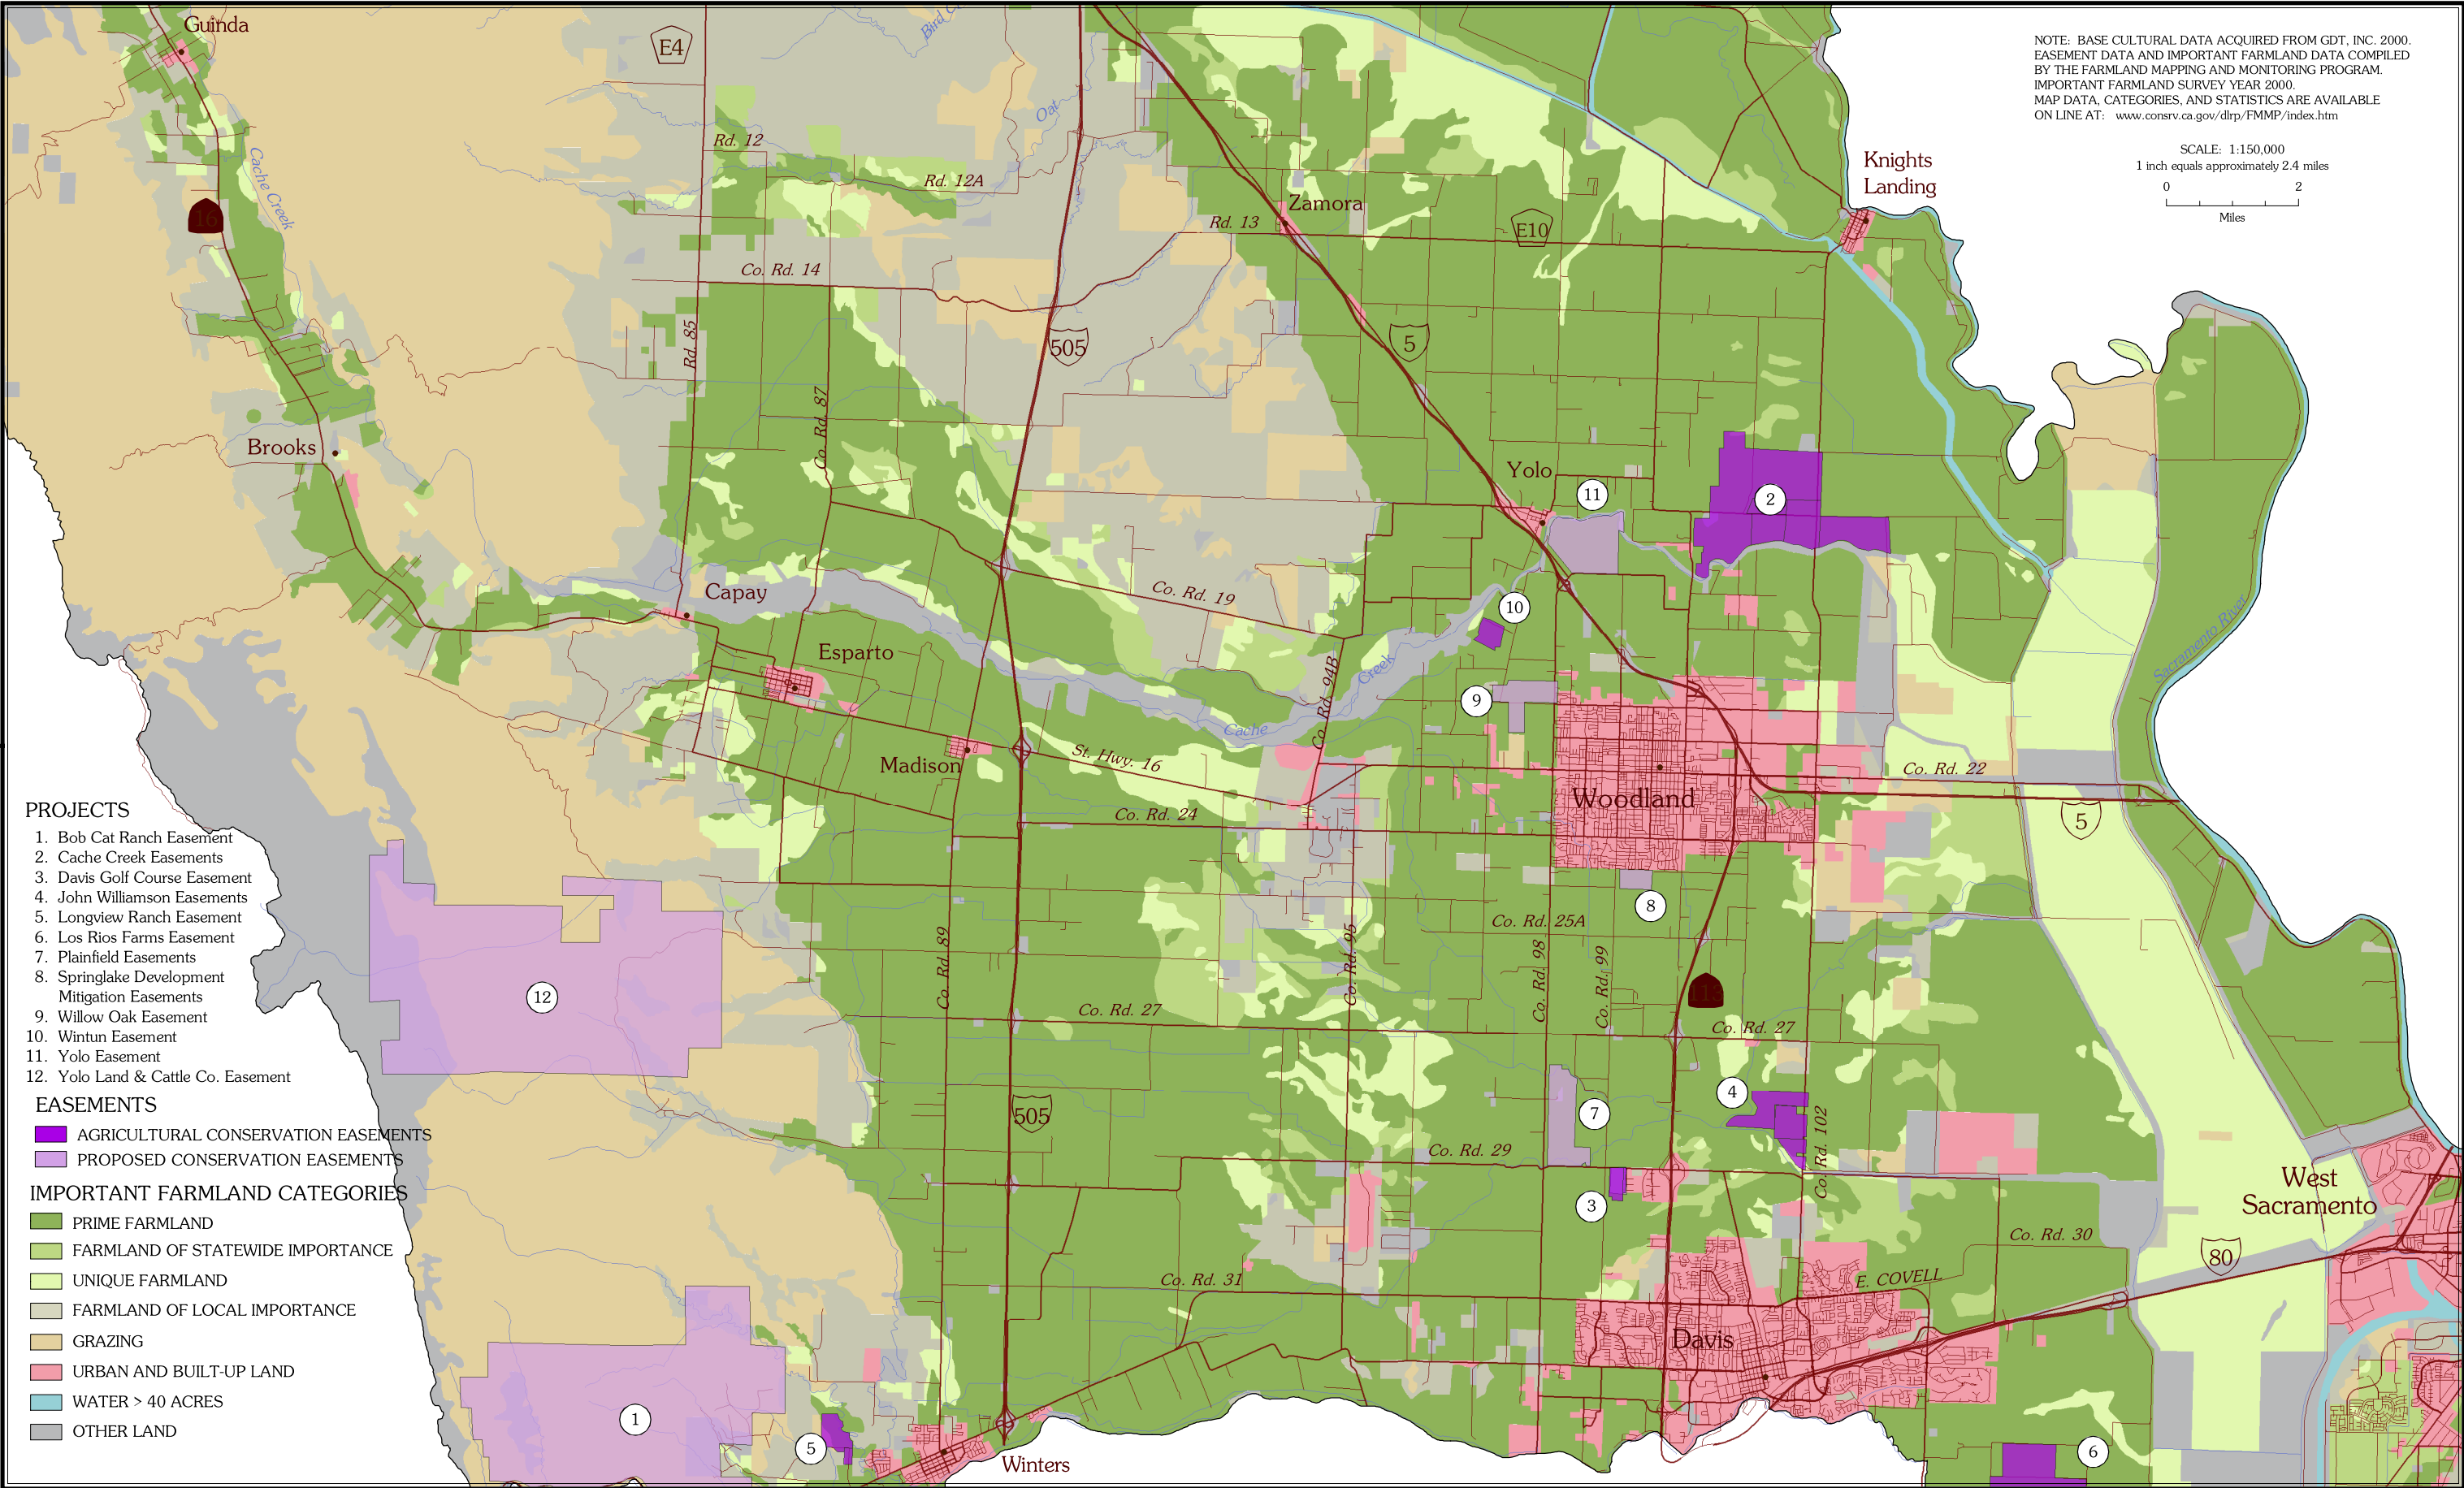 Guinda
E4
Bird C
NOTE: BASE CULTURAL DATA ACQUIRED FROM GDT, INC. 2000.
EASEMENT DATA AND IMPORTANT FARMLAND DATA COMPILED
BY THE FARMLAND MAPPING AND MONITORING PROGRAM.
IMPORTANT FARMLAND SURVEY YEAR 2000.
MAP DATA, CATEGORIES, AND STATISTICS ARE AVAILABLE
ON LINE AT: www.consrv.ca.gov/dlrp/FMMP/index.htm
SCALE: 1:150,000
1 inch equals approximately 2.4 miles
0 2
Miles
Oat
Rd. 12
Rd. 12A
Cache Creek
16
Knights
Landing
Zamora
Rd. 13
E10
Co. Rd. 14
Rd. 85
505
5
Co. Rd. 87
Brooks
Yolo
11
2
Capay
Co. Rd. 19
10
Esparto
Creek
Co. Rd. 94B
9
Cache
Sacramento River
Madison
St. Hwy. 16
Co. Rd. 22
Woodland
Co. Rd. 24
5
8
Co. Rd. 25A
Co. Rd. 89
Co. Rd. 95
Co. Rd. 98
Co. Rd. 99
12
Co. Rd. 27
Co. Rd. 27
4
7
505
Co. Rd. 29
Co. Rd. 102
3
West
Sacramento
Co. Rd. 30
80
Co. Rd. 31
E. COVELL
Davis
1
5
Winters
6
PROJECTS
1. Bob Cat Ranch Easement
2. Cache Creek Easements
3. Davis Golf Course Easement
4. John Williamson Easements
5. Longview Ranch Easement
6. Los Rios Farms Easement
7. Plainfield Easements
8. Springlake Development
Mitigation Easements
9. Willow Oak Easement
10. Wintun Easement
11. Yolo Easement
12. Yolo Land & Cattle Co. Easement
EASEMENTS
AGRICULTURAL CONSERVATION EASEMENTS
PROPOSED CONSERVATION EASEMENTS
IMPORTANT FARMLAND CATEGORIES
PRIME FARMLAND
FARMLAND OF STATEWIDE IMPORTANCE
UNIQUE FARMLAND
FARMLAND OF LOCAL IMPORTANCE
GRAZING
URBAN AND BUILT-UP LAND
WATER > 40 ACRES
OTHER LAND